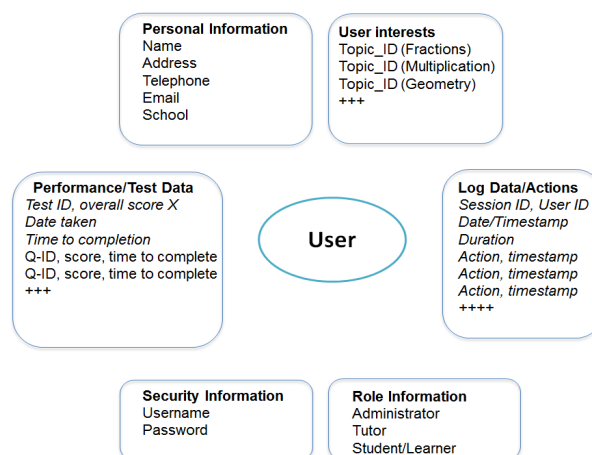 Personal Information
Name
Address
Telephone
Email
School
User interests
Topic_ID (Fractions)
Topic_ID (Multiplication)
Topic_ID (Geometry)
+++
Performance/Test Data
Test ID, overall score X
Date taken
Time to completion
Q-ID, score, time to complete
Q-ID, score, time to complete
+++
User
Log Data/Actions
Session ID, User ID
Date/Timestamp
Duration
Action, timestamp
Action, timestamp
Action, timestamp
++++
Security Information
Username
Password
Role Information
Administrator
Tutor
Student/Learner